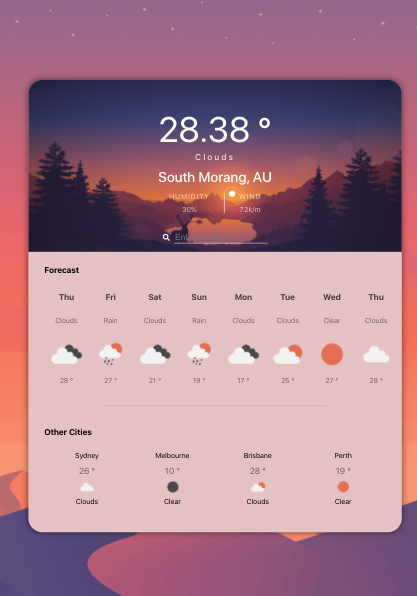 28.38 °
Clouds
South Morang, AU
HUMIDITY WIND
30% 7.2k/m
Forecast
Thu Fri Sat Sun Mon Tue Wed Thu
Clouds Rain Clouds Rain Clouds Clouds Clear Clouds
28 ° 27 ° 21 ° 19 ° 17 ° 25 ° 27 ° 28 °
Other Cities
Sydney Melbourne Brisbane Perth
26 ° 10 ° 28 ° 19 °
Clouds Clear Clouds Clear